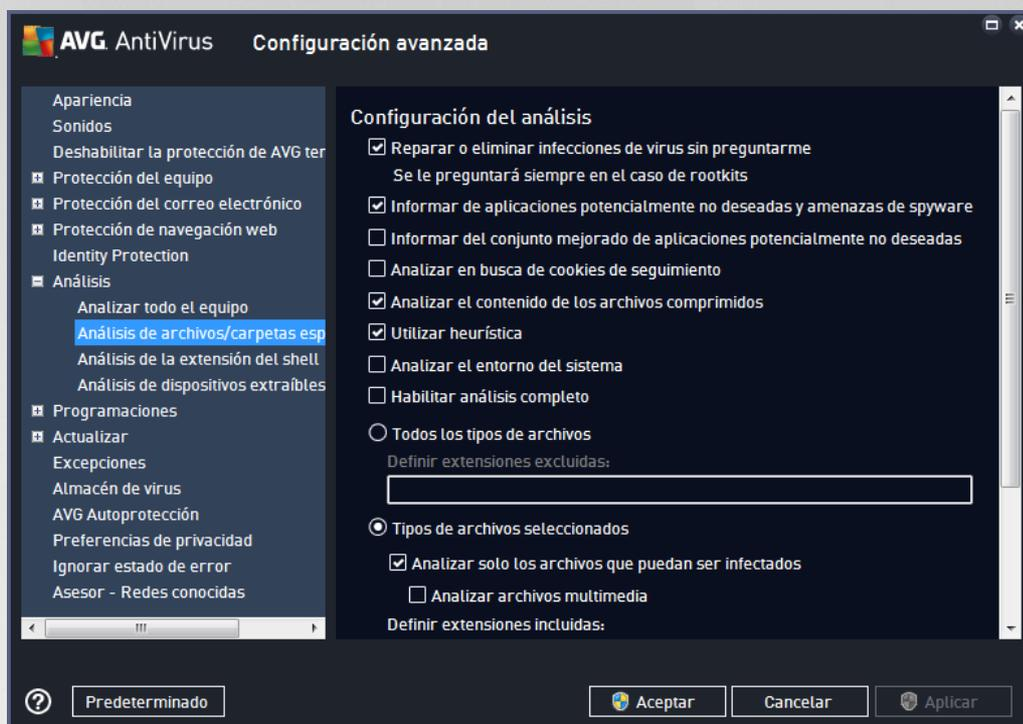 AVG. AntiVirus Configuración avanzada
Apariencia
Sonidos
Deshabilitar la protección de AVG ter
Protección del equipo
Protección del correo electrónico
Protección de navegación web
Identity Protection
Análisis
Analizar todo el equipo
Análisis de archivos/carpetas esp
Análisis de la extensión del shell
Análisis de dispositivos extraíbles
Programaciones
Actualizar
Excepciones
Almacén de virus
AVG Autoprotección
Preferencias de privacidad
Ignorar estado de error
Asesor - Redes conocidas
Configuración del análisis
Reparar o eliminar infecciones de virus sin preguntarme
Se le preguntará siempre en el caso de rootkits
Informar de aplicaciones potencialmente no deseadas y amenazas de spyware
Informar del conjunto mejorado de aplicaciones potencialmente no deseadas
Analizar en busca de cookies de seguimiento
Analizar el contenido de los archivos comprimidos
Utilizar heurística
Analizar el entorno del sistema
Habilitar análisis completo
Todos los tipos de archivos
Definir extensiones excluidas:
Tipos de archivos seleccionados
Analizar solo los archivos que puedan ser infectados
Analizar archivos multimedia
Definir extensiones incluidas:
Predeterminado
Aceptar
Cancelar
Aplicar